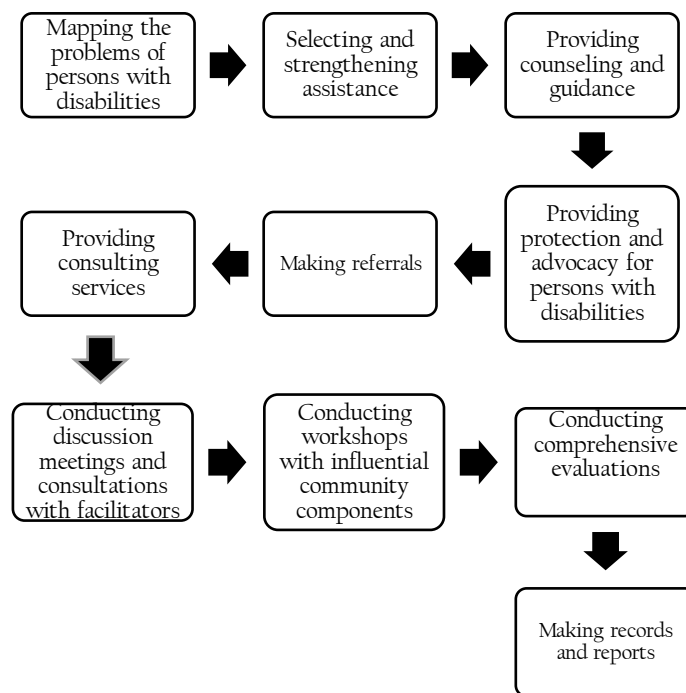 Mapping the
problems of
persons with
disabilities
Selecting and
strengthening
assistance
Providing
counseling and
guidance
Providing
protection and
advocacy for
persons with
disabilities
Making referrals
Providing
consulting
services
Conducting
discussion
meetings and
consultations
with facilitators
Conducting
workshops
with influential
community
components
Conducting
comprehensive
evaluations
Making records
and reports